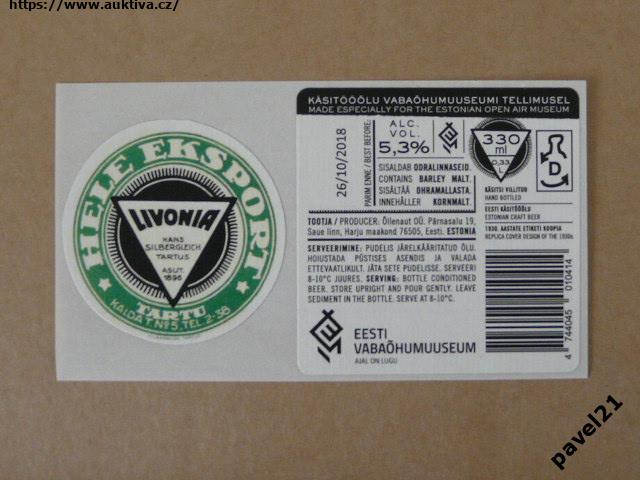 https://www.auktiva.cz/
HELE EKSPORT
LIVONIA
HANS
SILBERGLEICH
TARTUS
ASUT.
1896
TARTU
KALDA T. Nº5, TEL. 2-38
KÄSITÖÖÕLU VABAÕHUMUUSEUMI TELLIMUSEL
MADE ESPECIALLY FOR THE ESTONIAN OPEN AIR MUSEUM
26/10/2018
PARIM ENNE / BEST BEFORE:
ALC.
VOL.
5,3%
330
ml
0,33
L
D
SISALDAB ODRALINNASEID.
CONTAINS BARLEY MALT.
SISÄLTÄÄ OHRAMALLASTA.
INNEHÅLLER KORNMALT.
KÄSITSI VILLITUD
HAND BOTTLED
EESTI KÄSITÖÖÕLU
ESTONIAN CRAFT BEER
1930. AASTATE ETIKETI KOOPIA
REPLICA COVER DESIGN OF THE 1930s
TOOTJA / PRODUCER: Õllenaut OÜ. Pärnasalu 19,
Saue linn, Harju maakond 76505, Eesti. ESTONIA
SERVEERIMINE: PUDELIS JÄRELKÄÄRITATUD ÕLU.
HOIUSTADA PÜSTISES ASENDIS JA VALADA
ETTEVAATLIKULT. JÄTA SETE PUDELISSE. SERVEERI
8-10°C JUURES. SERVING: BOTTLE CONDITIONED
BEER. STORE UPRIGHT AND POUR GENTLY. LEAVE
SEDIMENT IN THE BOTTLE. SERVE AT 8-10°C.
EESTI
VABAÕHUMUUSEUM
AJAL ON LUGU
4 744045 010414
pavel21